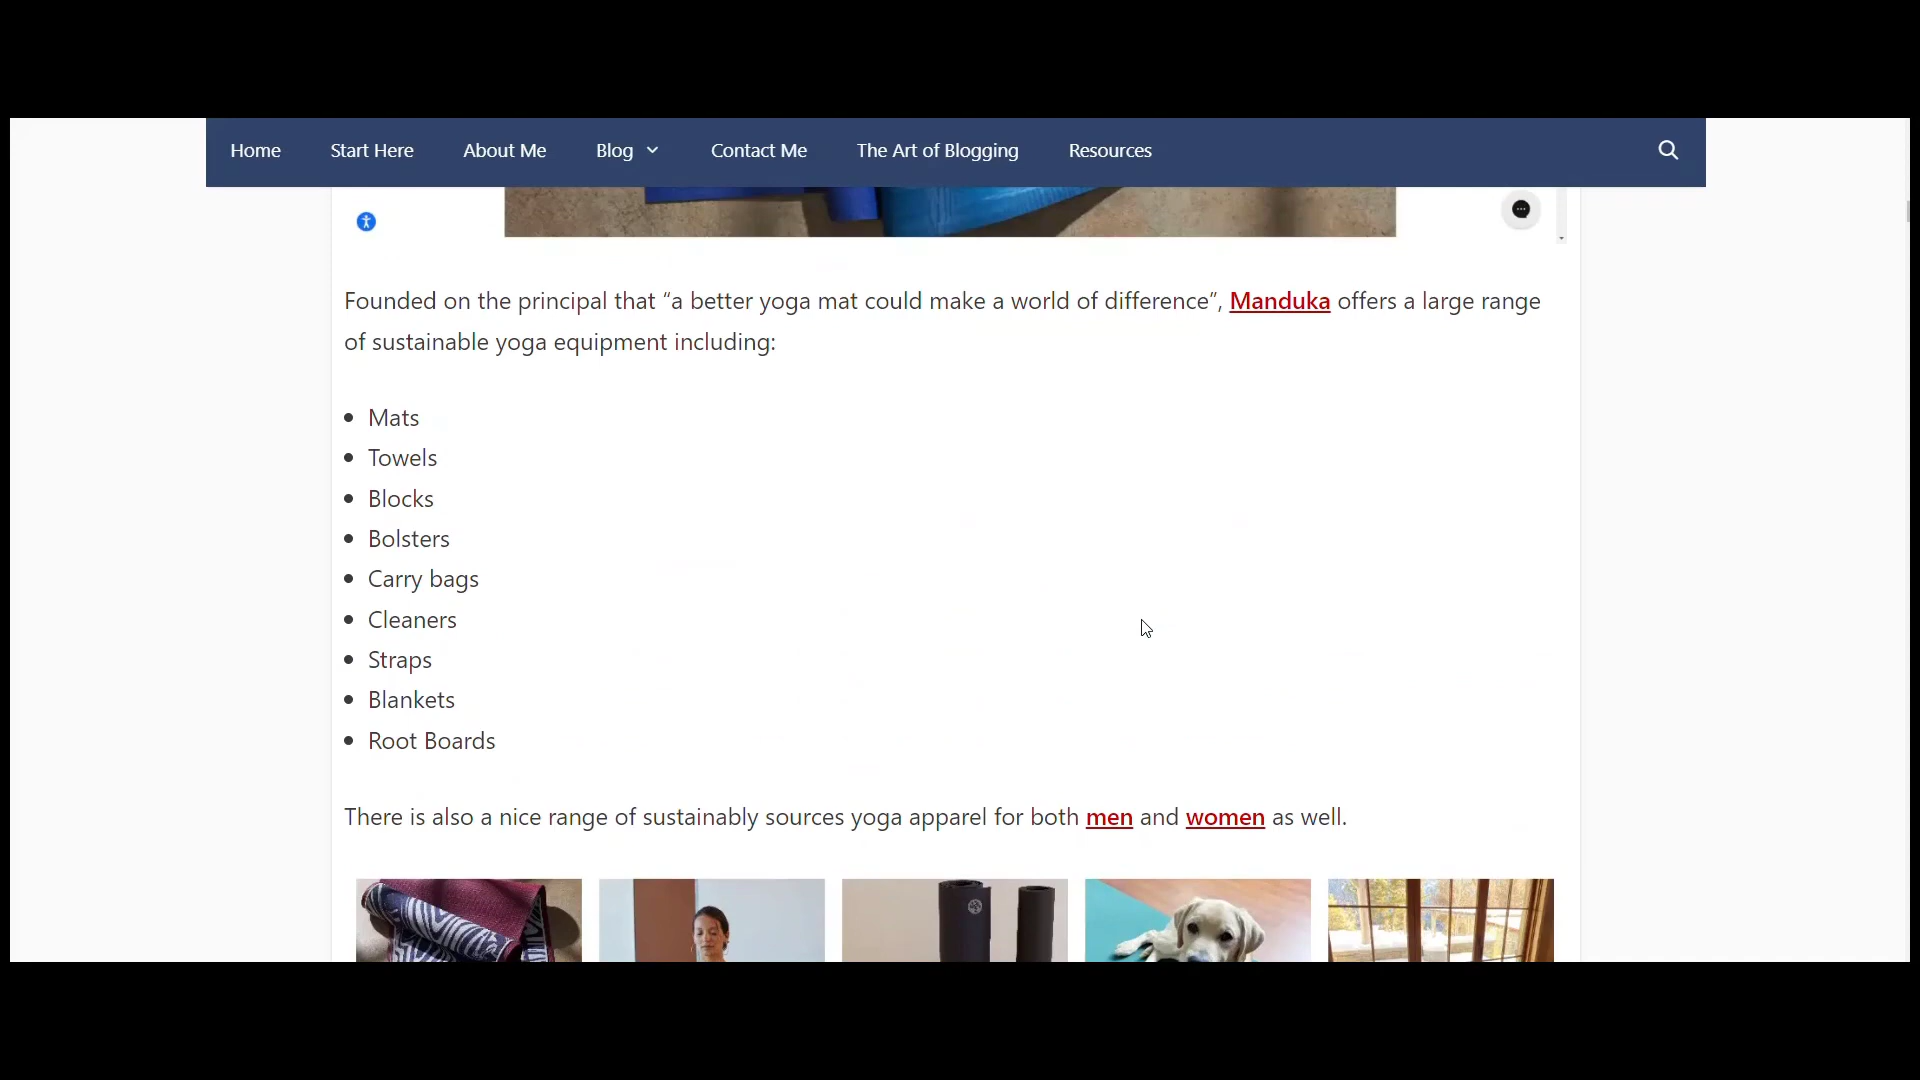 Home Start Here About Me Blog Contact Me The Art of Blogging Resources
Founded on the principal that “a better yoga mat could make a world of difference”, Manduka offers a large range
of sustainable yoga equipment including:
Mats
Towels
Blocks
Bolsters
Carry bags
Cleaners
Straps
Blankets
Root Boards
There is also a nice range of sustainably sources yoga apparel for both men and women as well.